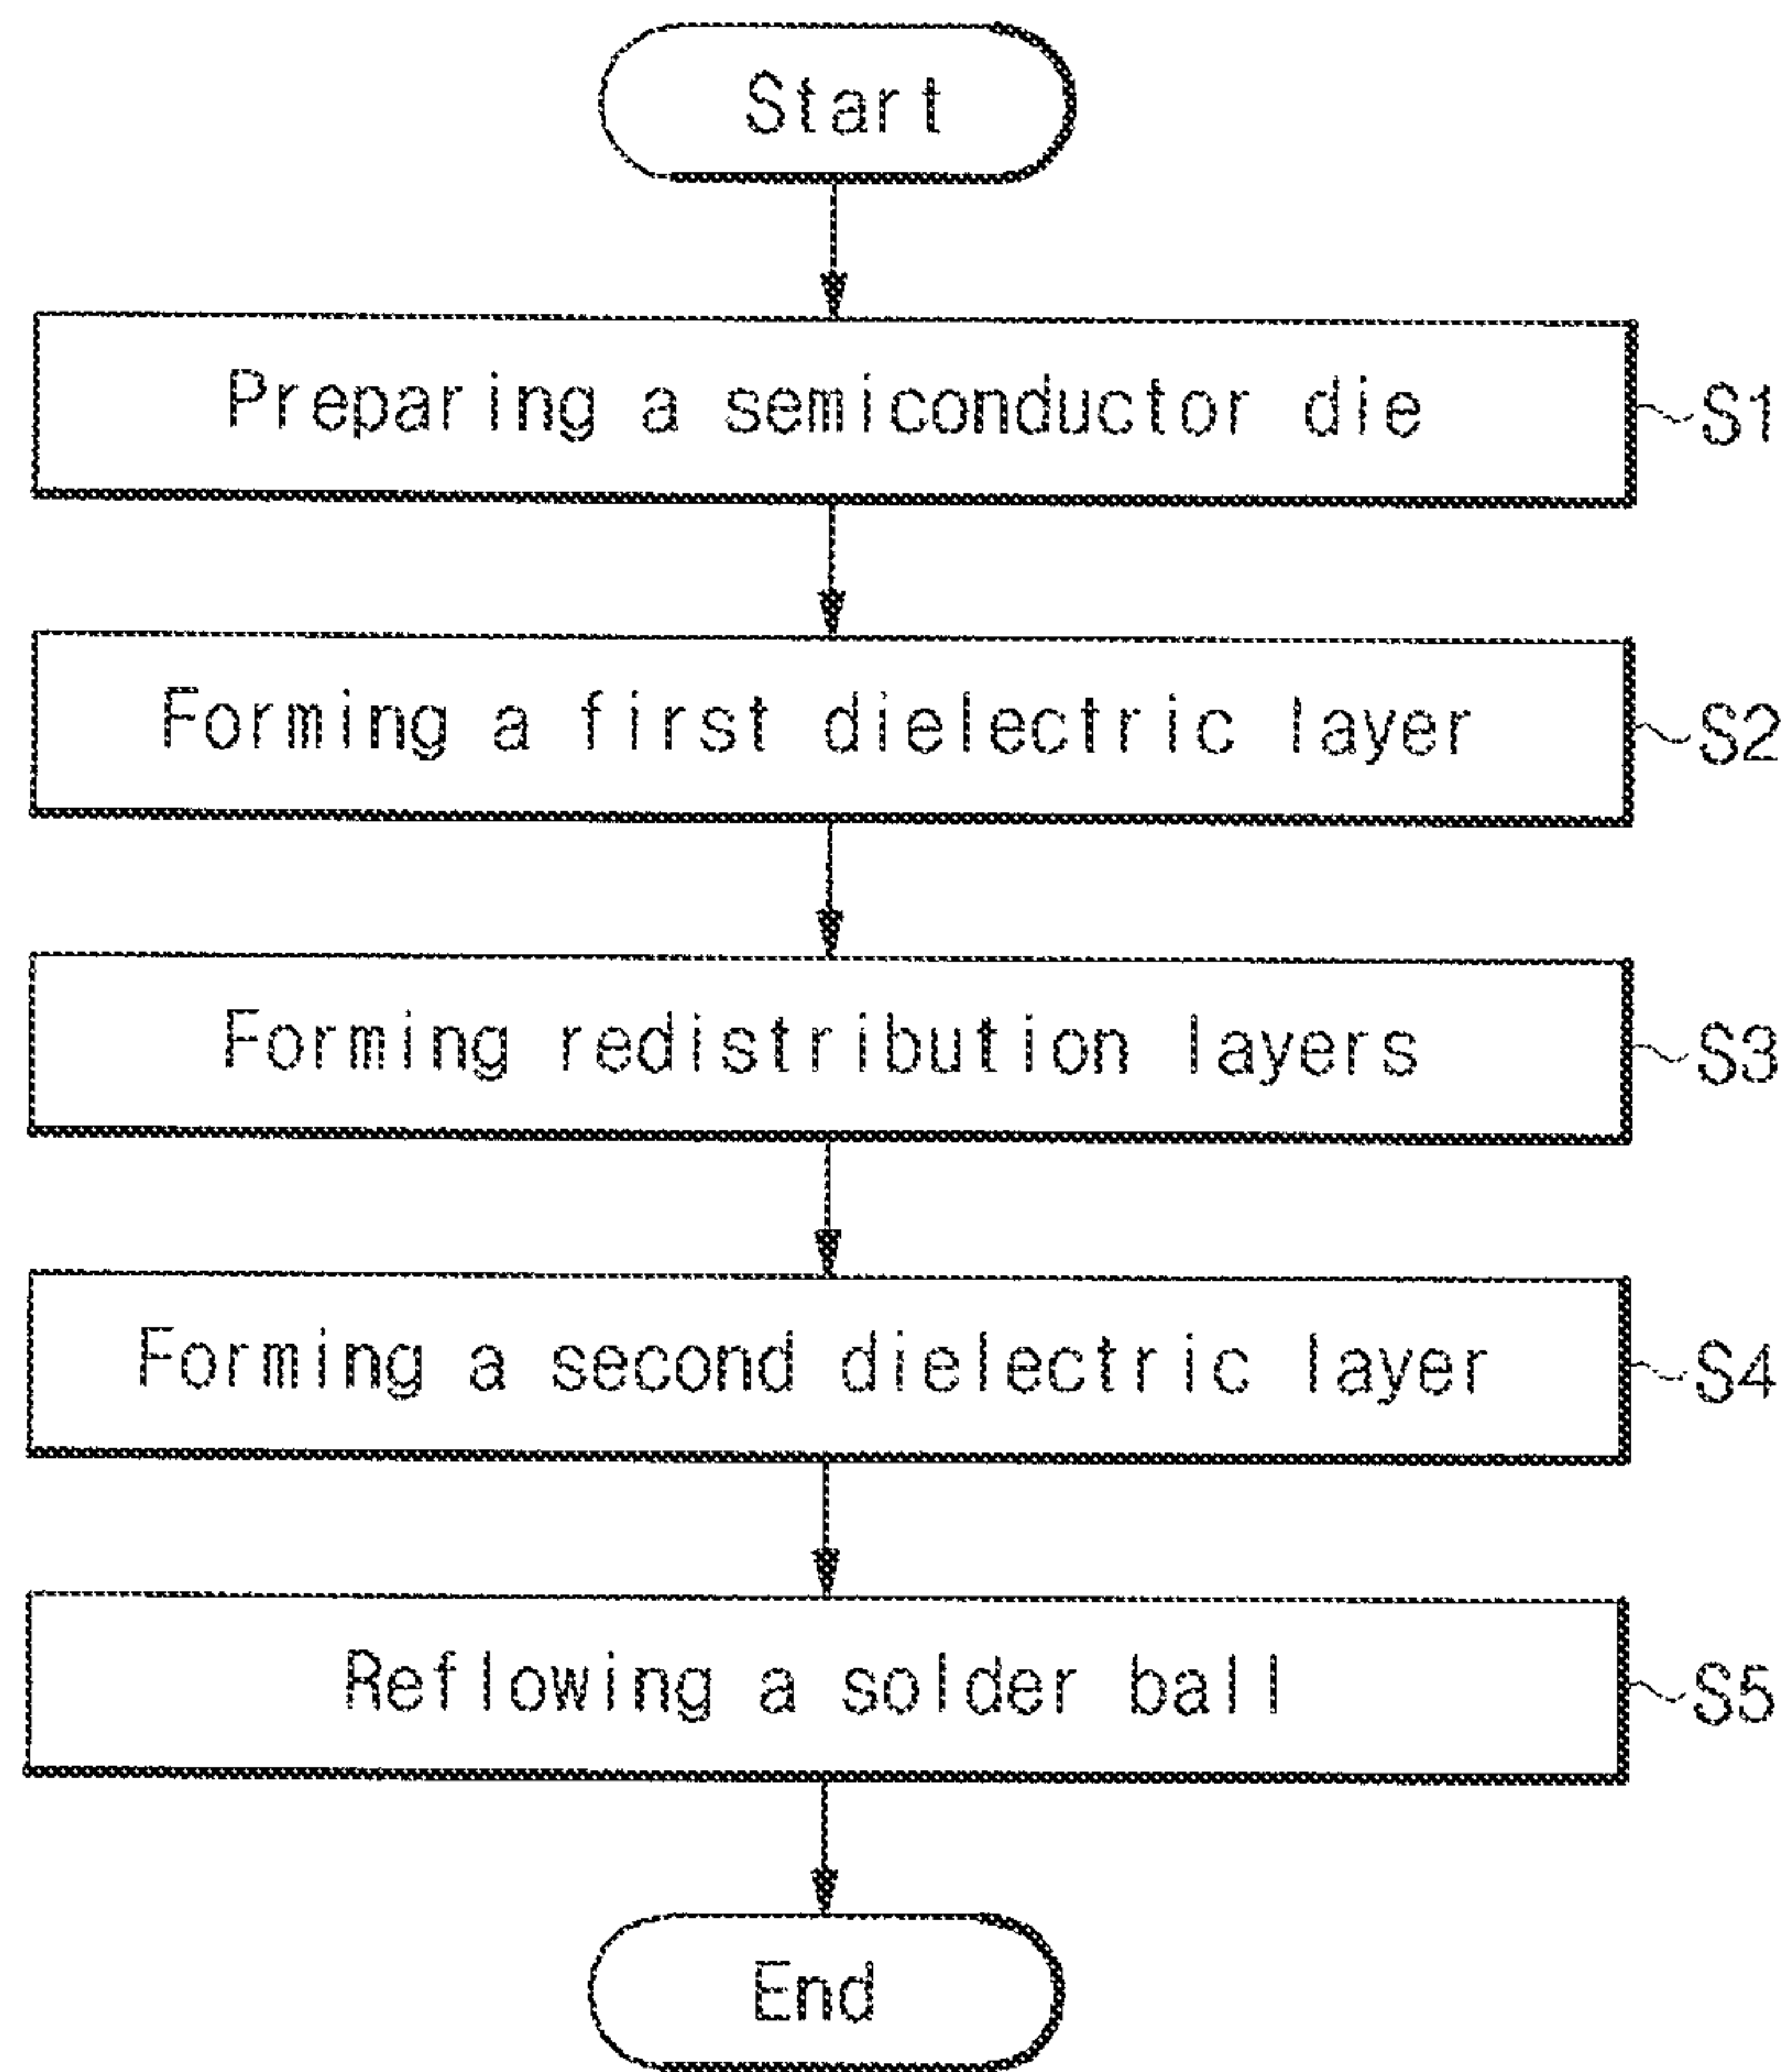 Start
Preparing a semiconductor die
S1
Forming a first dielectric layer
S2
Forming redistribution layers
S3
Forming a second dielectric layer
S4
Reflowing a solder ball
S5
End